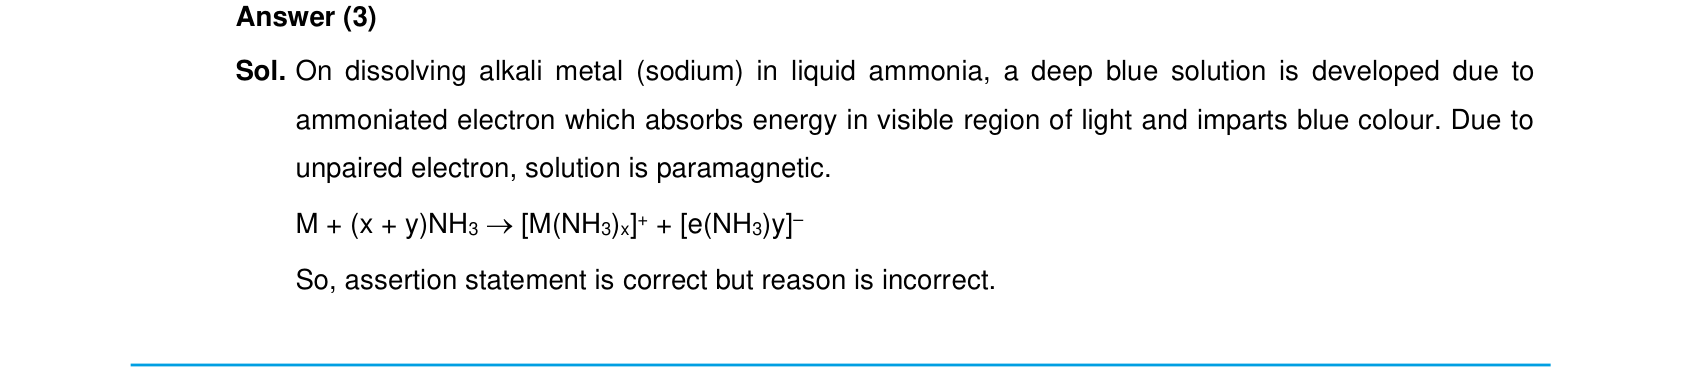 Answer (3)
Sol. On dissolving alkali metal (sodium) in liquid ammonia, a deep blue solution is developed due to
ammoniated electron which absorbs energy in visible region of light and imparts blue colour. Due to
unpaired electron, solution is paramagnetic.
M + (x + y)NH₃ → [M(NH₃)ₓ]⁺ + [e(NH₃)y]⁻
So, assertion statement is correct but reason is incorrect.